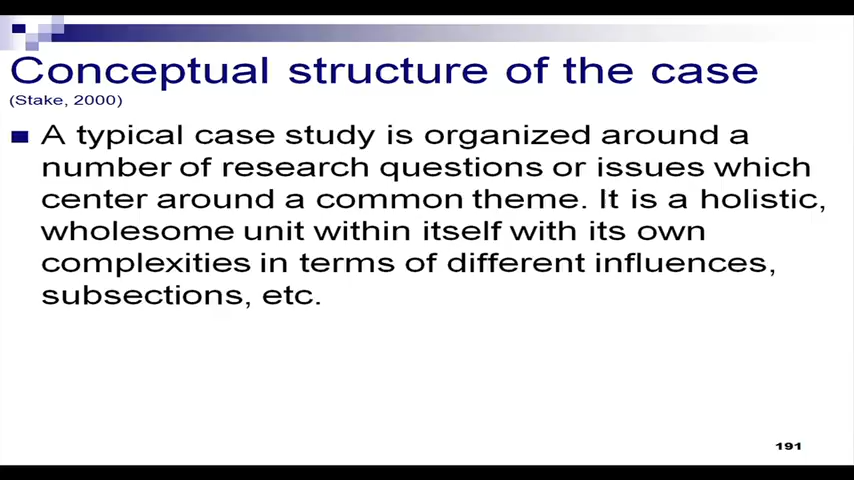 Conceptual structure of the case
(Stake, 2000)
A typical case study is organized around a
number of research questions or issues which
center around a common theme. It is a holistic,
wholesome unit within itself with its own
complexities in terms of different influences,
subsections, etc.
191